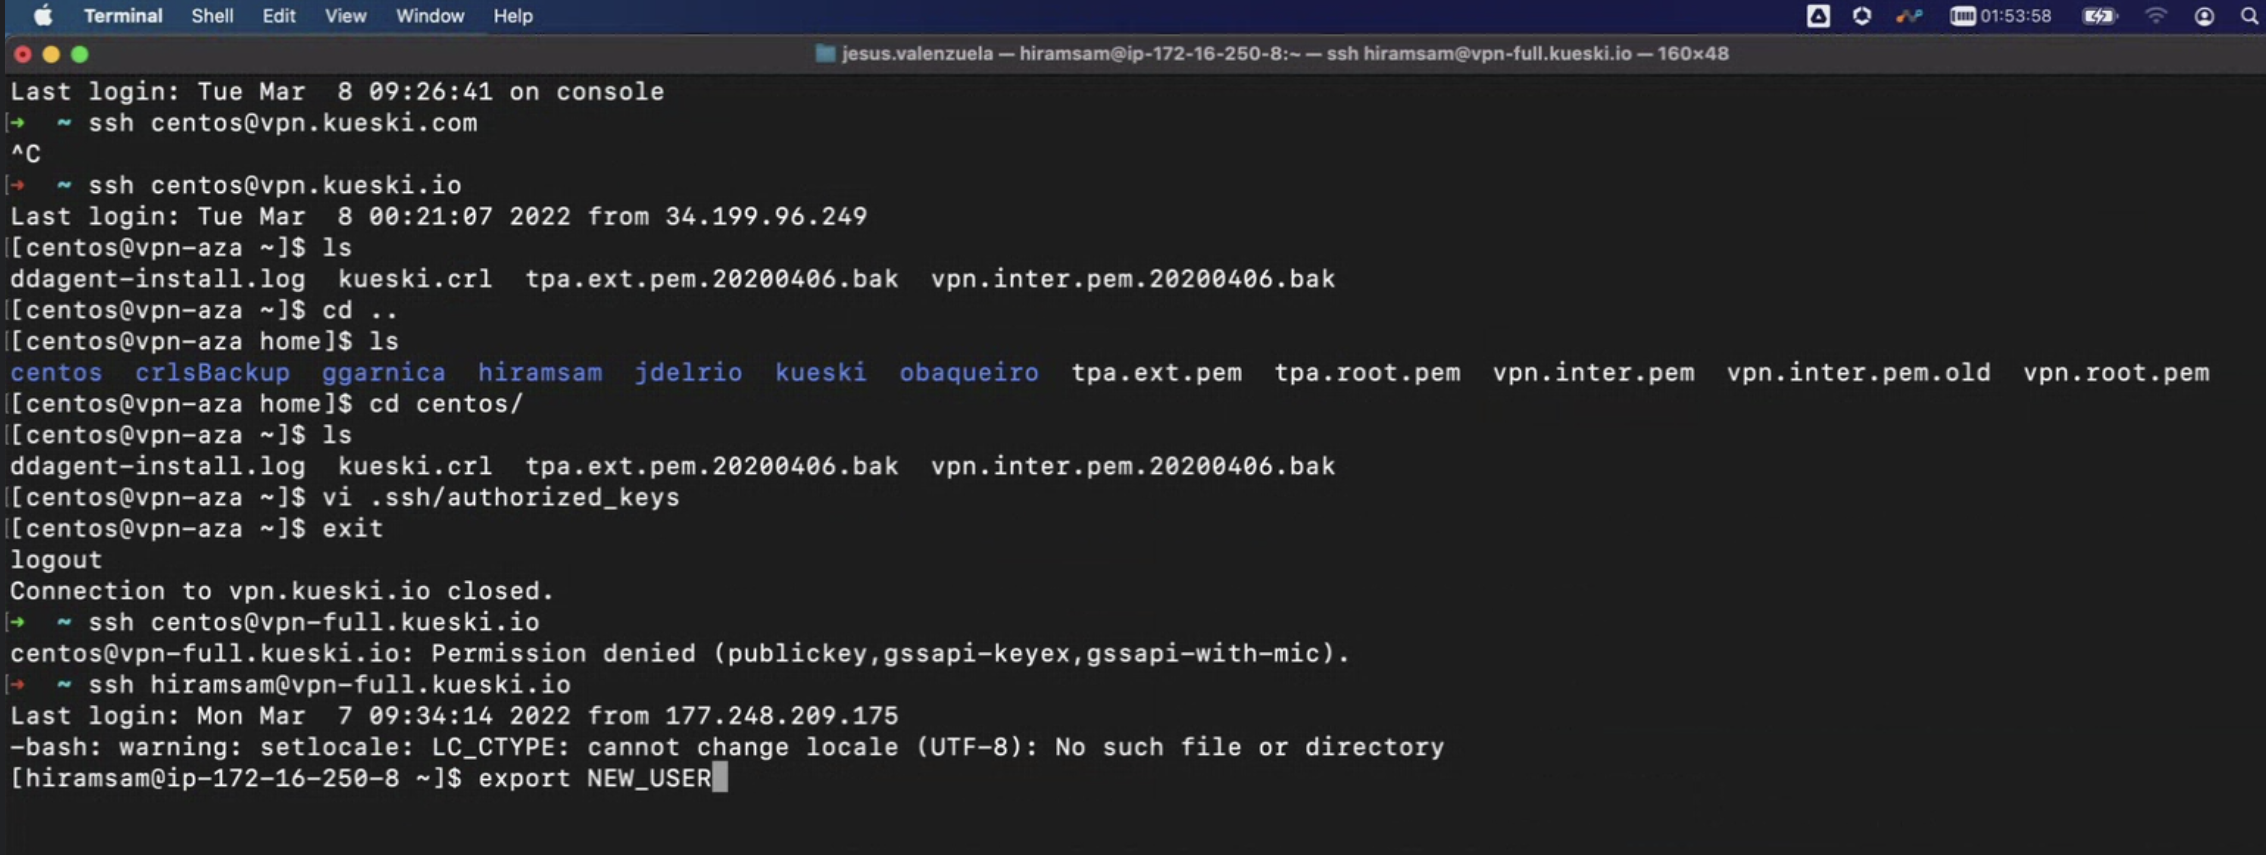 Terminal Shell Edit View Window Help 01:53:58
jesus.valenzuela — hiramsam@ip-172-16-250-8:~ — ssh hiramsam@vpn-full.kueski.io — 160×48
Last login: Tue Mar  8 09:26:41 on console
[→  ~ ssh centos@vpn.kueski.com
^C
[→  ~ ssh centos@vpn.kueski.io
Last login: Tue Mar  8 00:21:07 2022 from 34.199.96.249
[[centos@vpn-aza ~]$ ls
ddagent-install.log  kueski.crl  tpa.ext.pem.20200406.bak  vpn.inter.pem.20200406.bak
[[centos@vpn-aza ~]$ cd ..
[[centos@vpn-aza home]$ ls
centos  crlsBackup  ggarnica  hiramsam  jdelrio  kueski  obaqueiro  tpa.ext.pem  tpa.root.pem  vpn.inter.pem  vpn.inter.pem.old  vpn.root.pem
[[centos@vpn-aza home]$ cd centos/
[[centos@vpn-aza ~]$ ls
ddagent-install.log  kueski.crl  tpa.ext.pem.20200406.bak  vpn.inter.pem.20200406.bak
[[centos@vpn-aza ~]$ vi .ssh/authorized_keys
[[centos@vpn-aza ~]$ exit
logout
Connection to vpn.kueski.io closed.
[→  ~ ssh centos@vpn-full.kueski.io
centos@vpn-full.kueski.io: Permission denied (publickey,gssapi-keyex,gssapi-with-mic).
[→  ~ ssh hiramsam@vpn-full.kueski.io
Last login: Mon Mar  7 09:34:14 2022 from 177.248.209.175
-bash: warning: setlocale: LC_CTYPE: cannot change locale (UTF-8): No such file or directory
[hiramsam@ip-172-16-250-8 ~]$ export NEW_USER